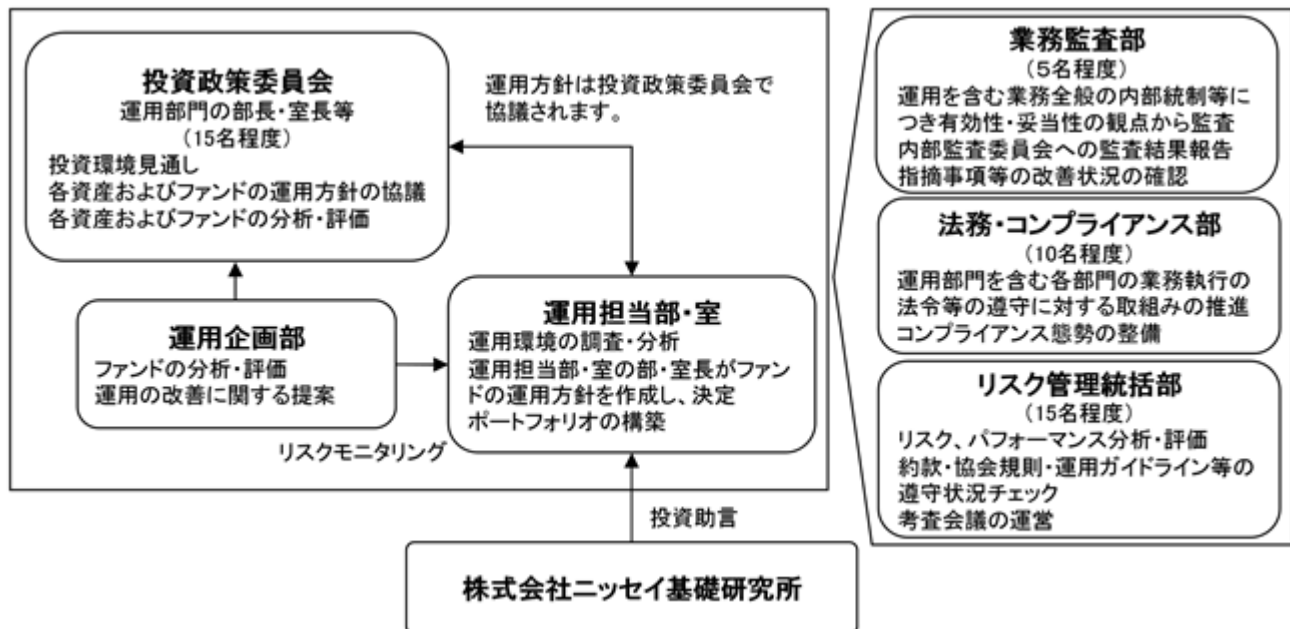 投資政策委員会
運用部門の部長・室長等
(15名程度)
投資環境見通し
各資産およびファンドの運用方針の協議
各資産およびファンドの分析・評価
運用方針は投資政策委員会で
協議されます。
運用企画部
ファンドの分析・評価
運用の改善に関する提案
リスクモニタリング
運用担当部・室
運用環境の調査・分析
運用担当部・室の部・室長がファン
ドの運用方針を作成し、決定
ポートフォリオの構築
投資助言
株式会社ニッセイ基礎研究所
業務監査部
(5名程度)
運用を含む業務全般の内部統制等に
つき有効性・妥当性の観点から監査
内部監査委員会への監査結果報告
指摘事項等の改善状況の確認
法務・コンプライアンス部
(10名程度)
運用部門を含む各部門の業務執行の
法令等の遵守に対する取組みの推進
コンプライアンス態勢の整備
リスク管理統括部
(15名程度)
リスク、パフォーマンス分析・評価
約款・協会規則・運用ガイドライン等の
遵守状況チェック
考査会議の運営